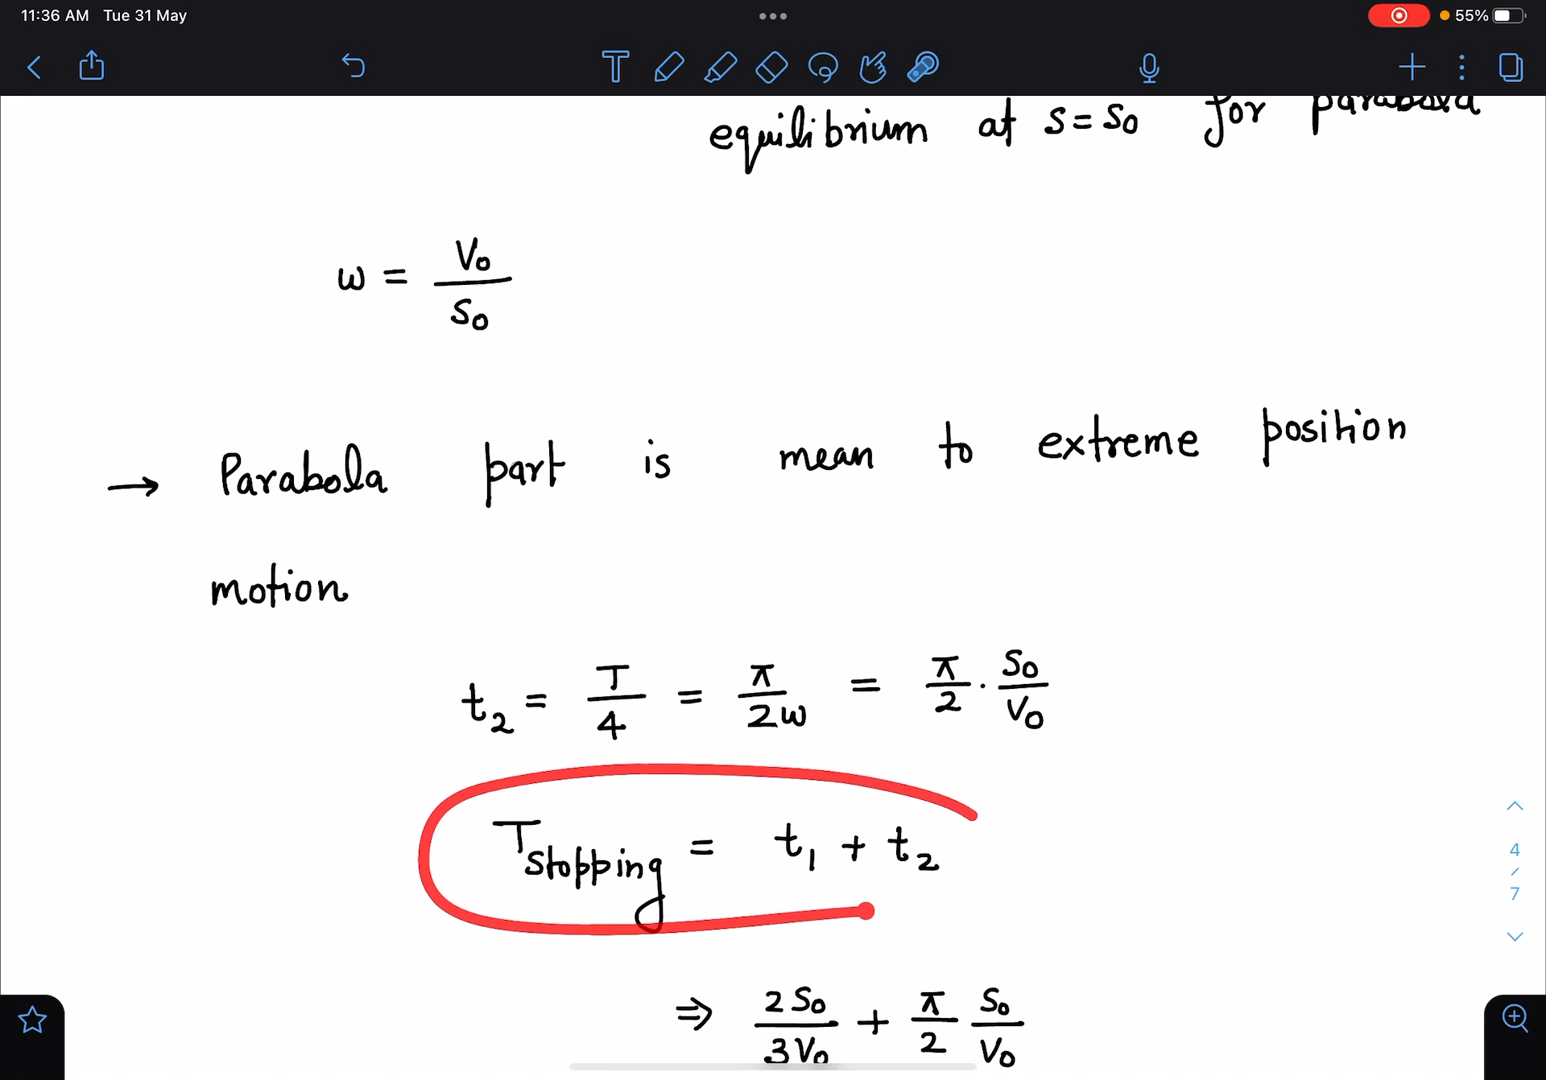 11:36 AM Tue 31 May
55%
equilibrium at s = s₀ for parabola
ω = V₀/s₀
→ Parabola part is mean to extreme position
motion
t₂ = T/4 = π/2ω = π/2 · s₀/V₀
T stopping = t₁ + t₂
⇒ 2s₀/3V₀ + π/2 s₀/V₀
4/7